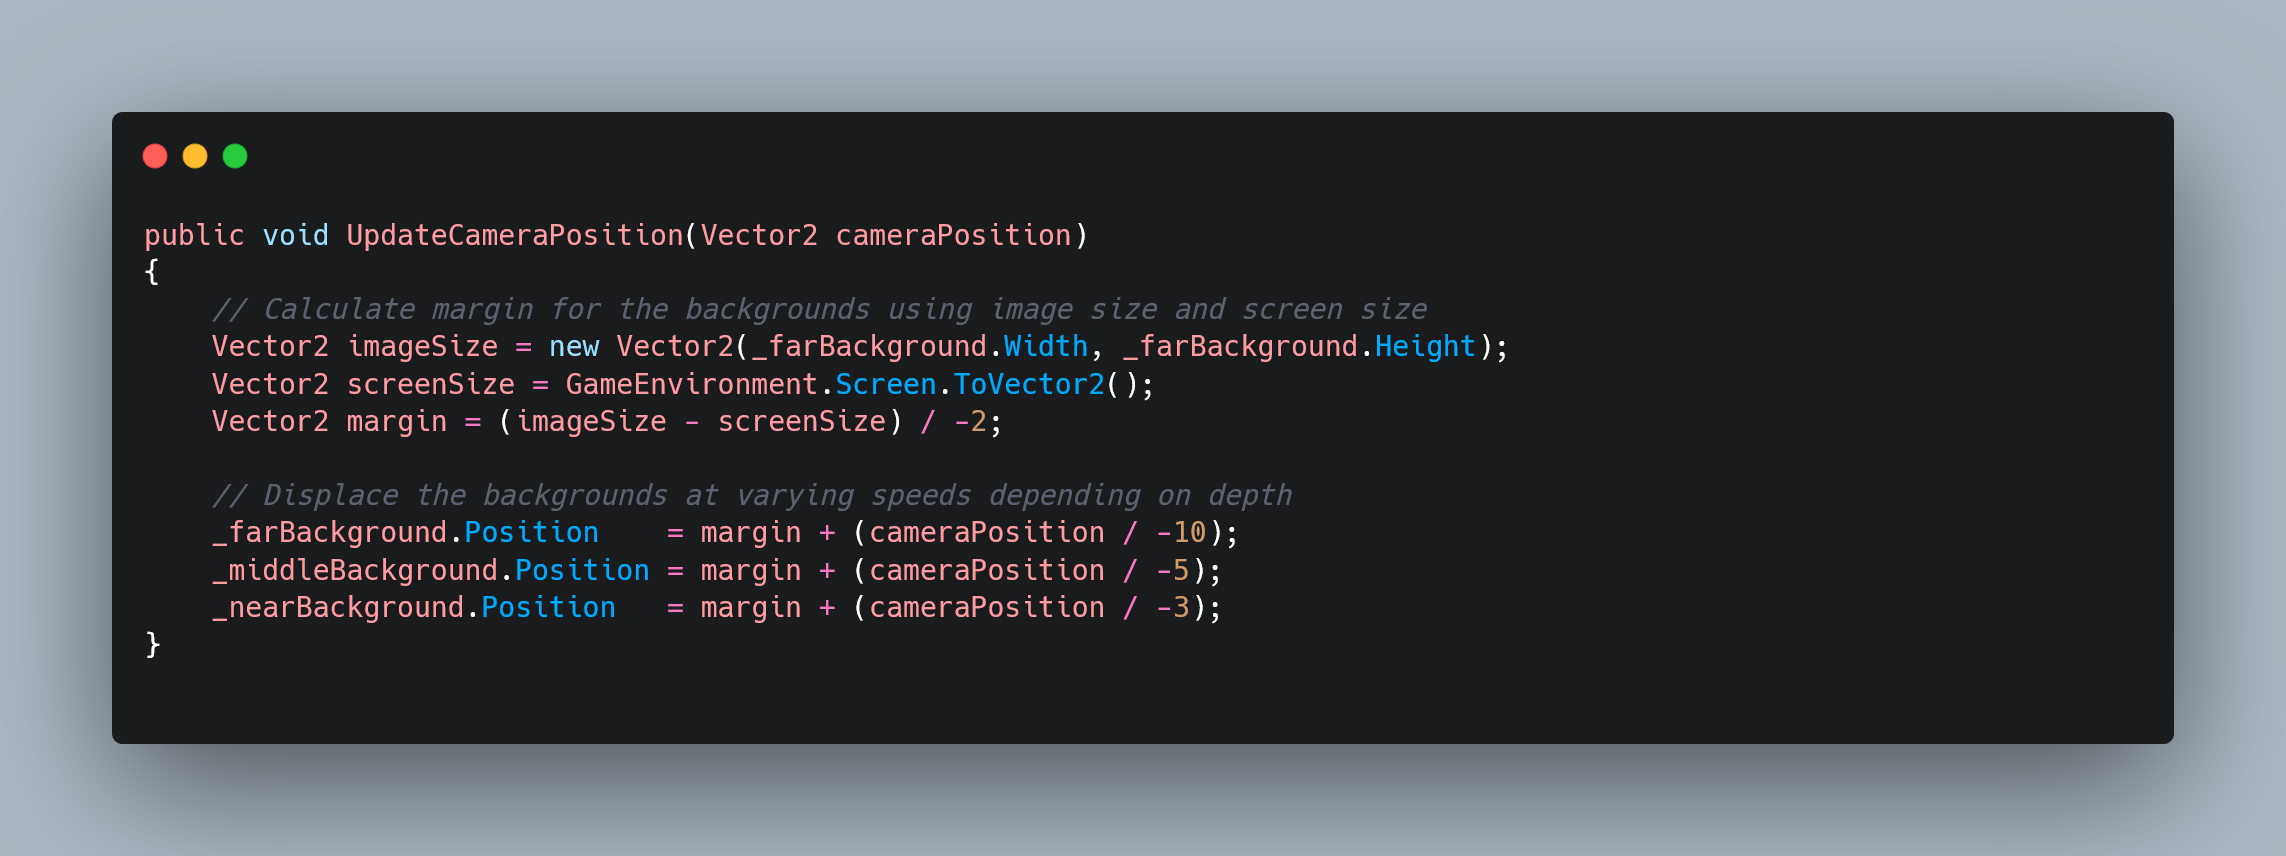 public void UpdateCameraPosition(Vector2 cameraPosition)
{
    // Calculate margin for the backgrounds using image size and screen size
    Vector2 imageSize = new Vector2(_farBackground.Width, _farBackground.Height);
    Vector2 screenSize = GameEnvironment.Screen.ToVector2();
    Vector2 margin = (imageSize - screenSize) / -2;

    // Displace the backgrounds at varying speeds depending on depth
    _farBackground.Position    = margin + (cameraPosition / -10);
    _middleBackground.Position = margin + (cameraPosition / -5);
    _nearBackground.Position   = margin + (cameraPosition / -3);
}